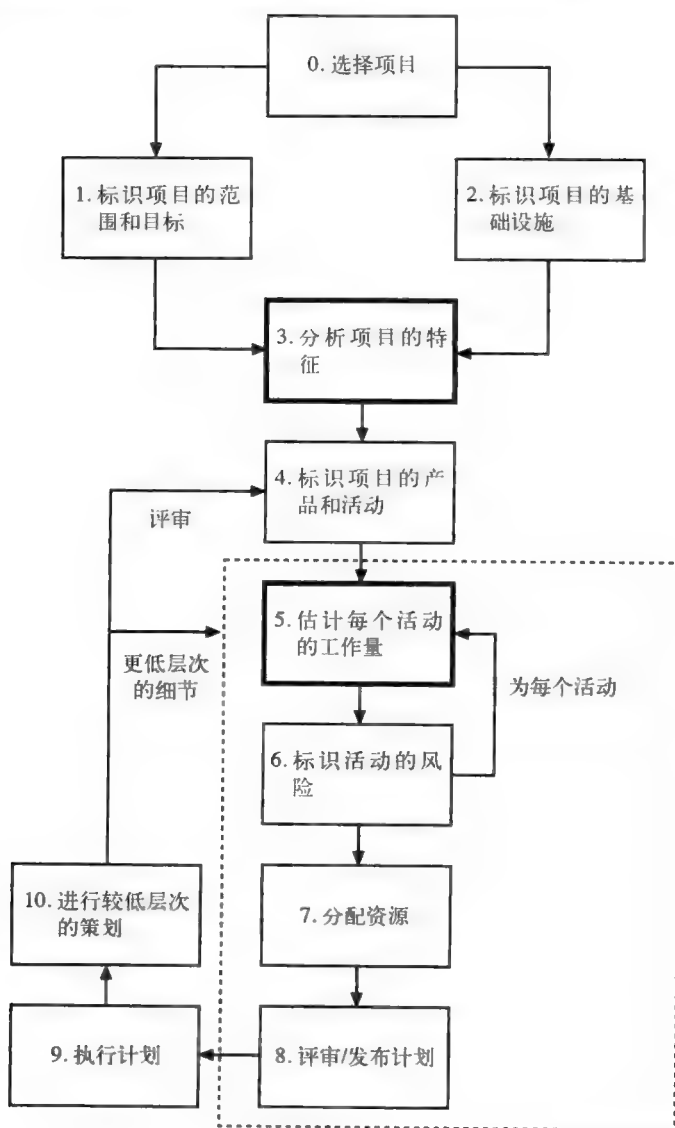 0. 选择项目
1. 标识项目的范
围和目标
2. 标识项目的基
础设施
3. 分析项目的特
征
4. 标识项目的产
品和活动
评审
5. 估计每个活动
的工作量
更低层次
的细节
为每个活动
6. 标识活动的风
险
10. 进行较低层次
的策划
7. 分配资源
9. 执行计划
8. 评审/发布计划